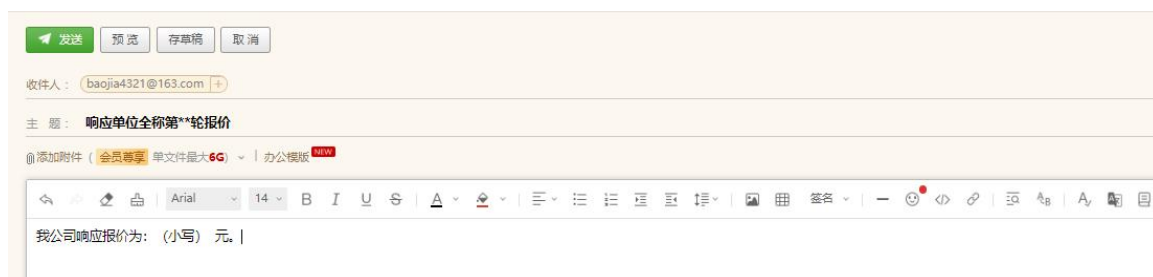 发送 预览 存草稿 取消
收件人： baojia4321@163.com +
主 题： 响应单位全称第**轮报价
添加附件 ( 会员尊享 单文件最大6G) | 办公模版 NEW
Arial 14 B I U S A 签名 A
我公司响应报价为： （小写） 元。